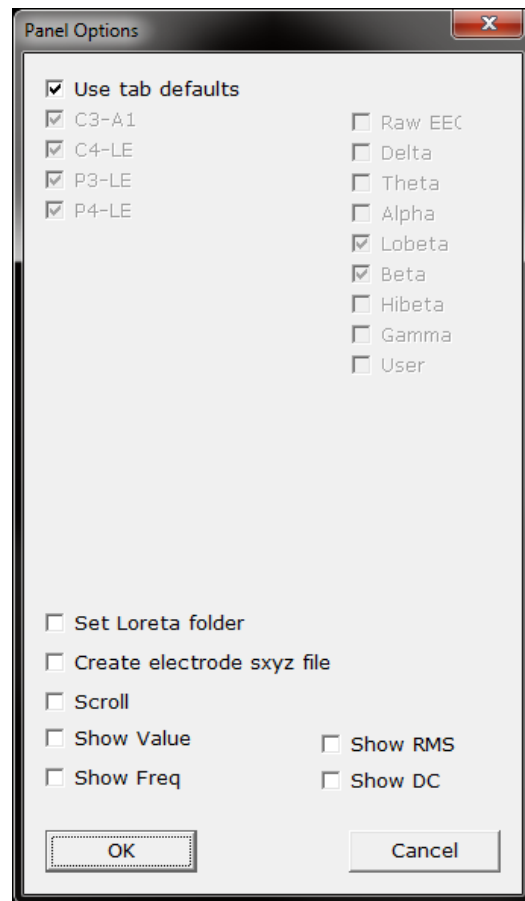 Panel Options
Use tab defaults
C3-A1
C4-LE
P3-LE
P4-LE
Raw EEC
Delta
Theta
Alpha
Lobeta
Beta
Hibeta
Gamma
User
Set Loreta folder
Create electrode sxyz file
Scroll
Show Value
Show Freq
Show RMS
Show DC
OK
Cancel